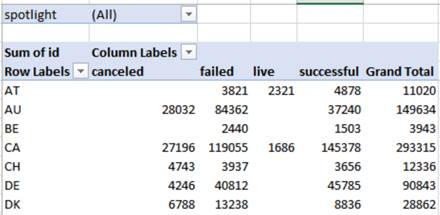 spotlight (All)
Sum of id Column Labels
Row Labels canceled failed live successful Grand Total
AT 3821 2321 4878 11020
AU 28032 84362 37240 149634
BE 2440 1503 3943
CA 27196 119055 1686 145378 293315
CH 4743 3937 3656 12336
DE 4246 40812 45785 90843
DK 6788 13238 8836 28862